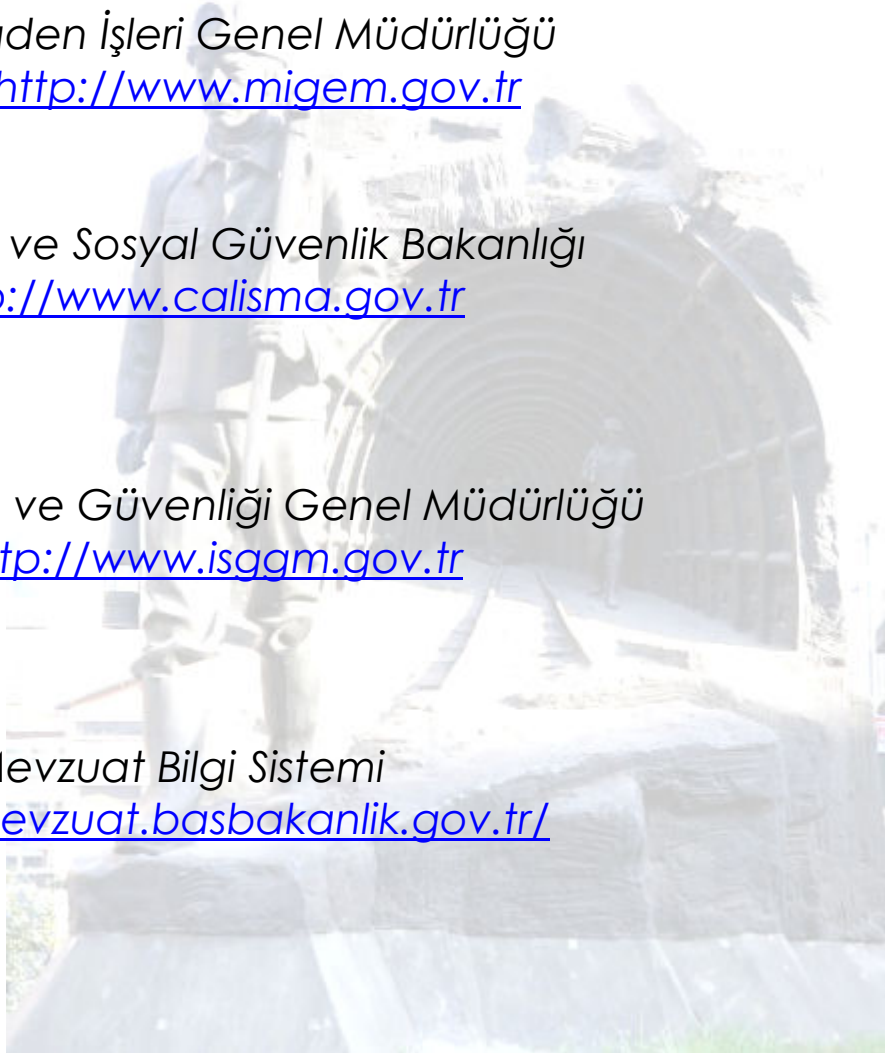 aden İşleri Genel Müdürlüğü
http://www.migem.gov.tr
ve Sosyal Güvenlik Bakanlığı
p://www.calisma.gov.tr
ve Güvenliği Genel Müdürlüğü
tp://www.isggm.gov.tr
Mevzuat Bilgi Sistemi
evzuat.basbakanlik.gov.tr/